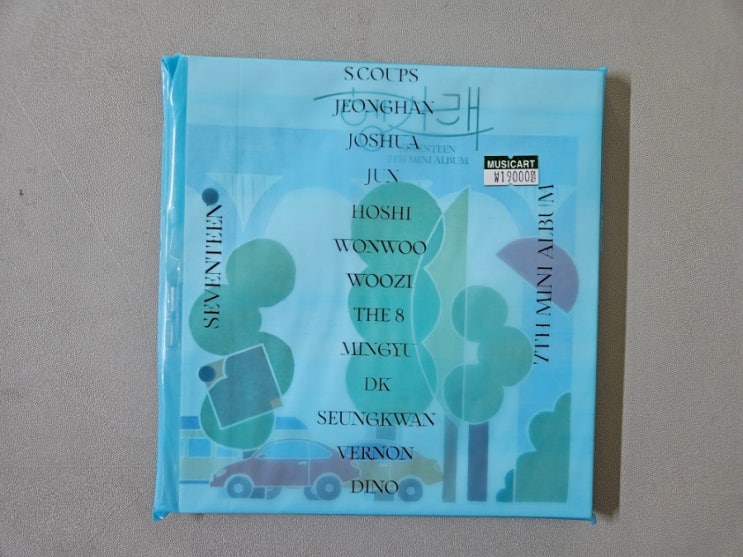 S.COUPS
JEONGHAN
헹가래
JOSHUA
SEVENTEEN
7TH MINI ALBUM
JUN
HOSHI
WONWOO
WOOZI
THE 8
MINGYU
DK
SEUNGKWAN
VERNON
DINO
SEVENTEEN
7TH MINI ALBUM
MUSICART
₩19000원